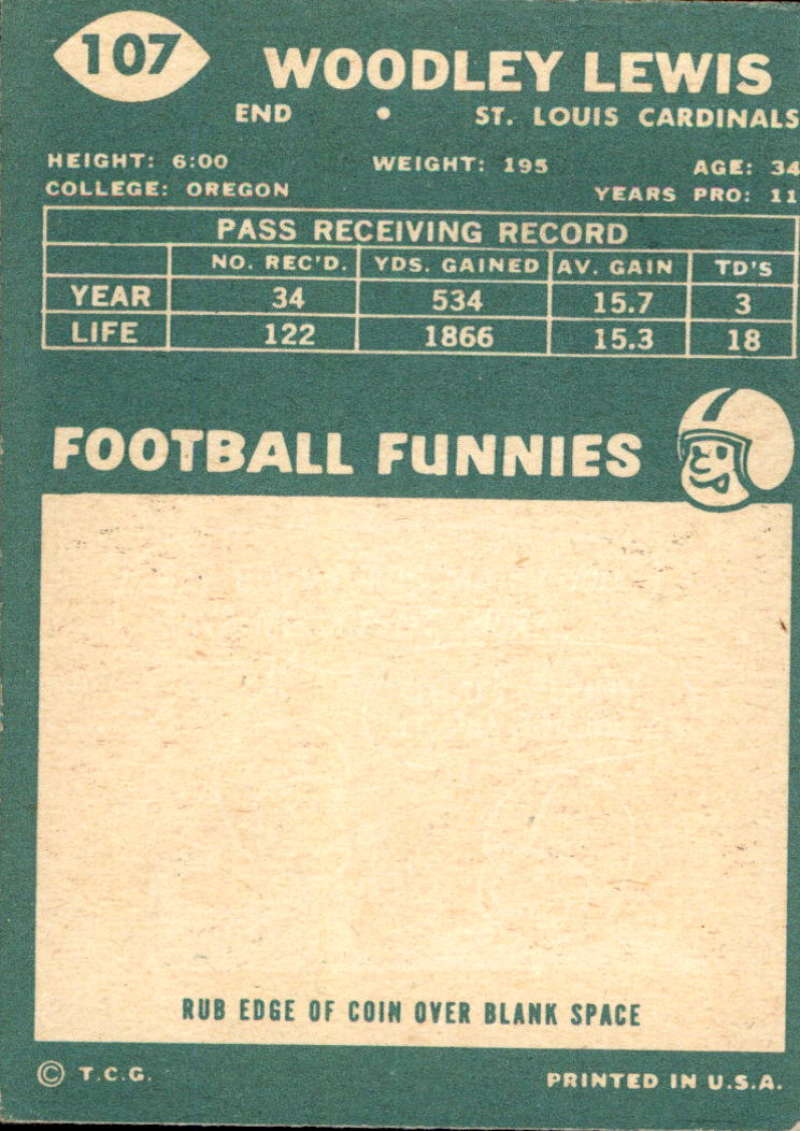 107
WOODLEY LEWIS
END • ST. LOUIS CARDINALS
HEIGHT: 6:00 WEIGHT: 195 AGE: 34
COLLEGE: OREGON YEARS PRO: 11
PASS RECEIVING RECORD
NO. REC'D. YDS. GAINED AV. GAIN TD'S
YEAR 34 534 15.7 3
LIFE 122 1866 15.3 18
FOOTBALL FUNNIES
RUB EDGE OF COIN OVER BLANK SPACE
© T.C.G. PRINTED IN U.S.A.